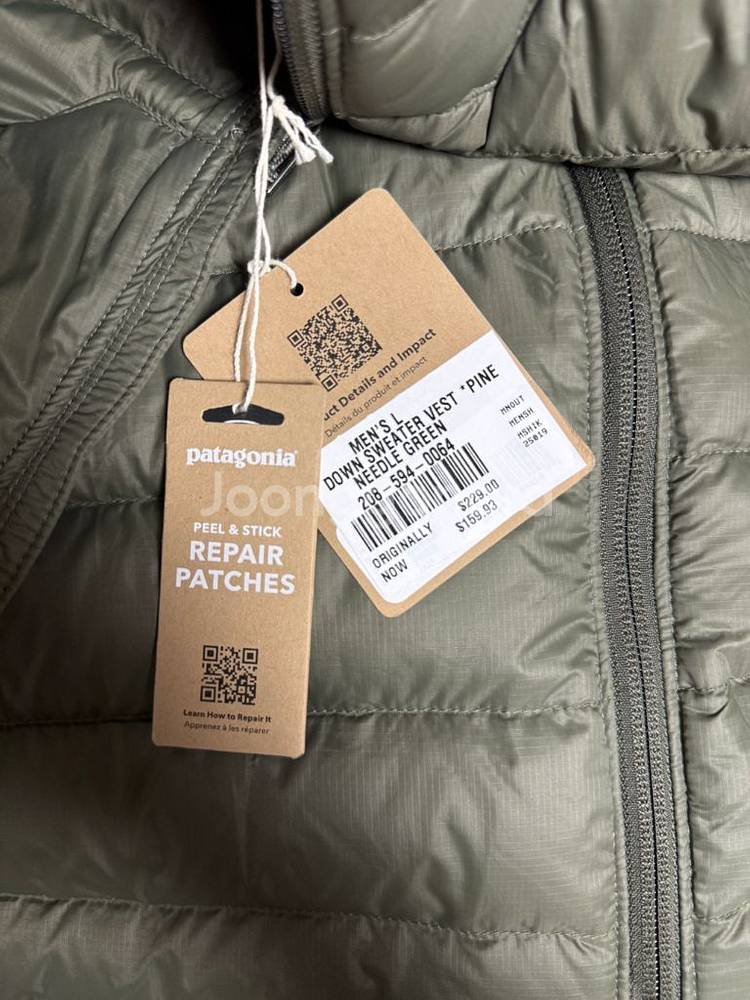 patagonia®
PEEL & STICK
REPAIR
PATCHES
Learn How to Repair It
Apprenez à les réparer
uct Details and Impact
Détails du produit et impact
MEN'S L
DOWN SWEATER VEST *PINE
NEEDLE GREEN
208-594-0064
ORIGINALLY $229.00
NOW $159.93
MNOUT
MENSH
MSHIK
25019